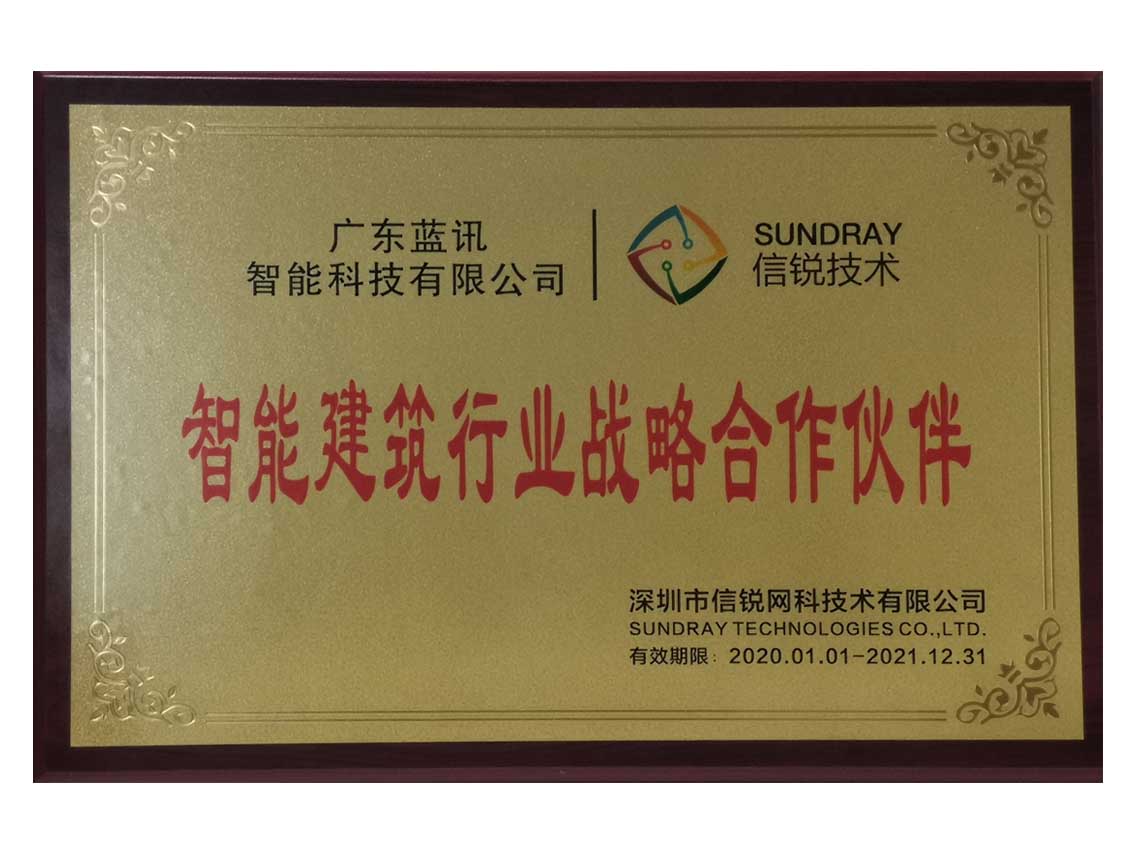 广东蓝讯
智能科技有限公司
SUNDRAY
信锐技术
智能建筑行业战略合作伙伴
深圳市信锐网科技术有限公司
SUNDRAY TECHNOLOGIES CO.,LTD.
有效期限: 2020.01.01-2021.12.31